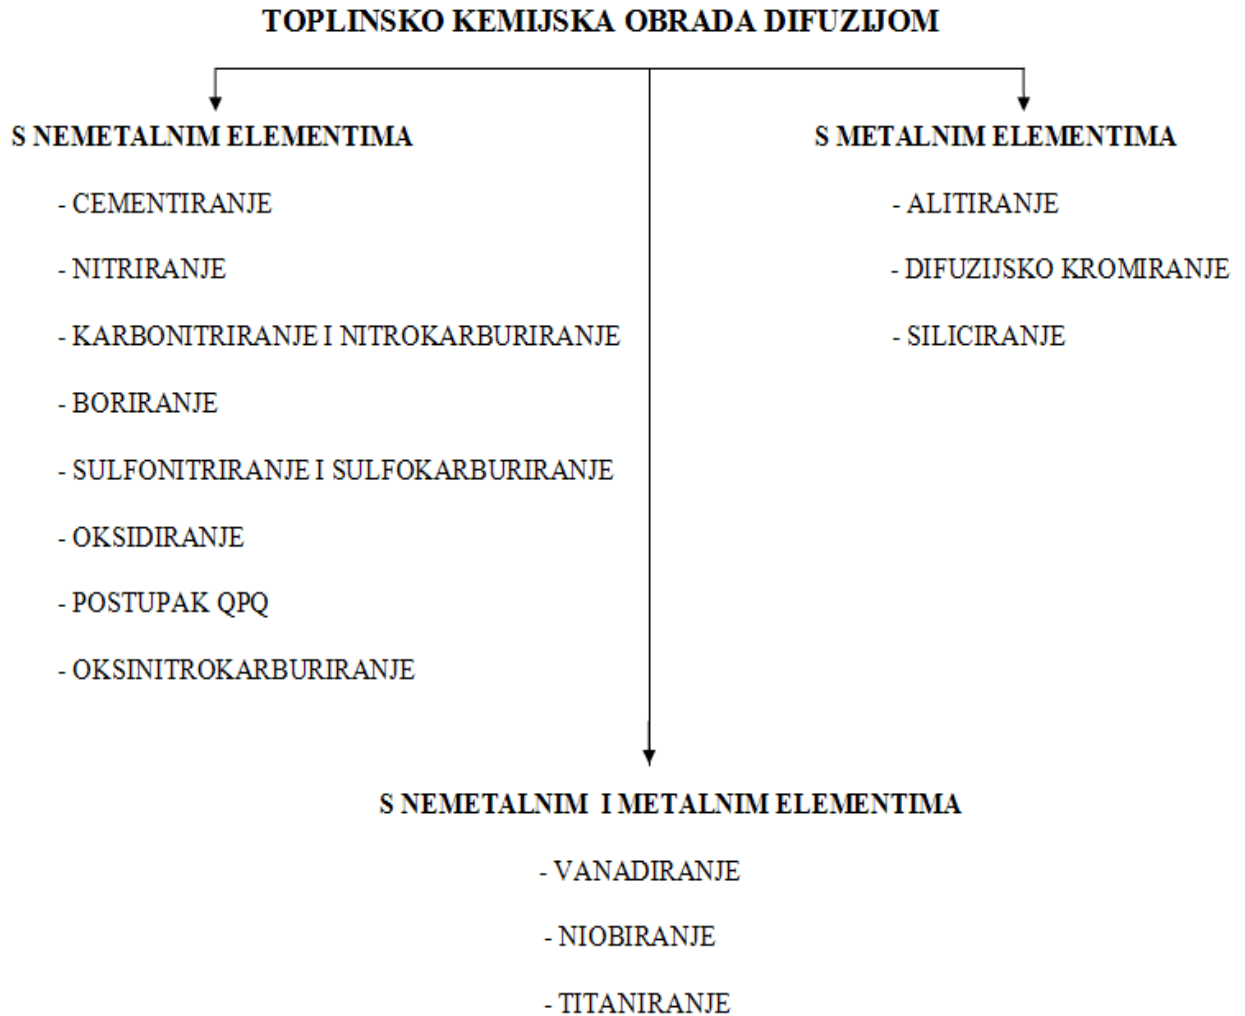 TOPLINSKO KEMIJSKA OBRADA DIFUZIJOM
S NEMETALNIM ELEMENTIMA
- CEMENTIRANJE
- NITRIRANJE
- KARBONITRIRANJE I NITROKARBURIRANJE
- BORIRANJE
- SULFONITRIRANJE I SULFOKARBURIRANJE
- OKSIDIRANJE
- POSTUPAK QPQ
- OKSINITROKARBURIRANJE
S METALNIM ELEMENTIMA
- ALITIRANJE
- DIFUZIJSKO KROMIRANJE
- SILICIRANJE
S NEMETALNIM I METALNIM ELEMENTIMA
- VANADIRANJE
- NIOBIRANJE
- TITANIRANJE